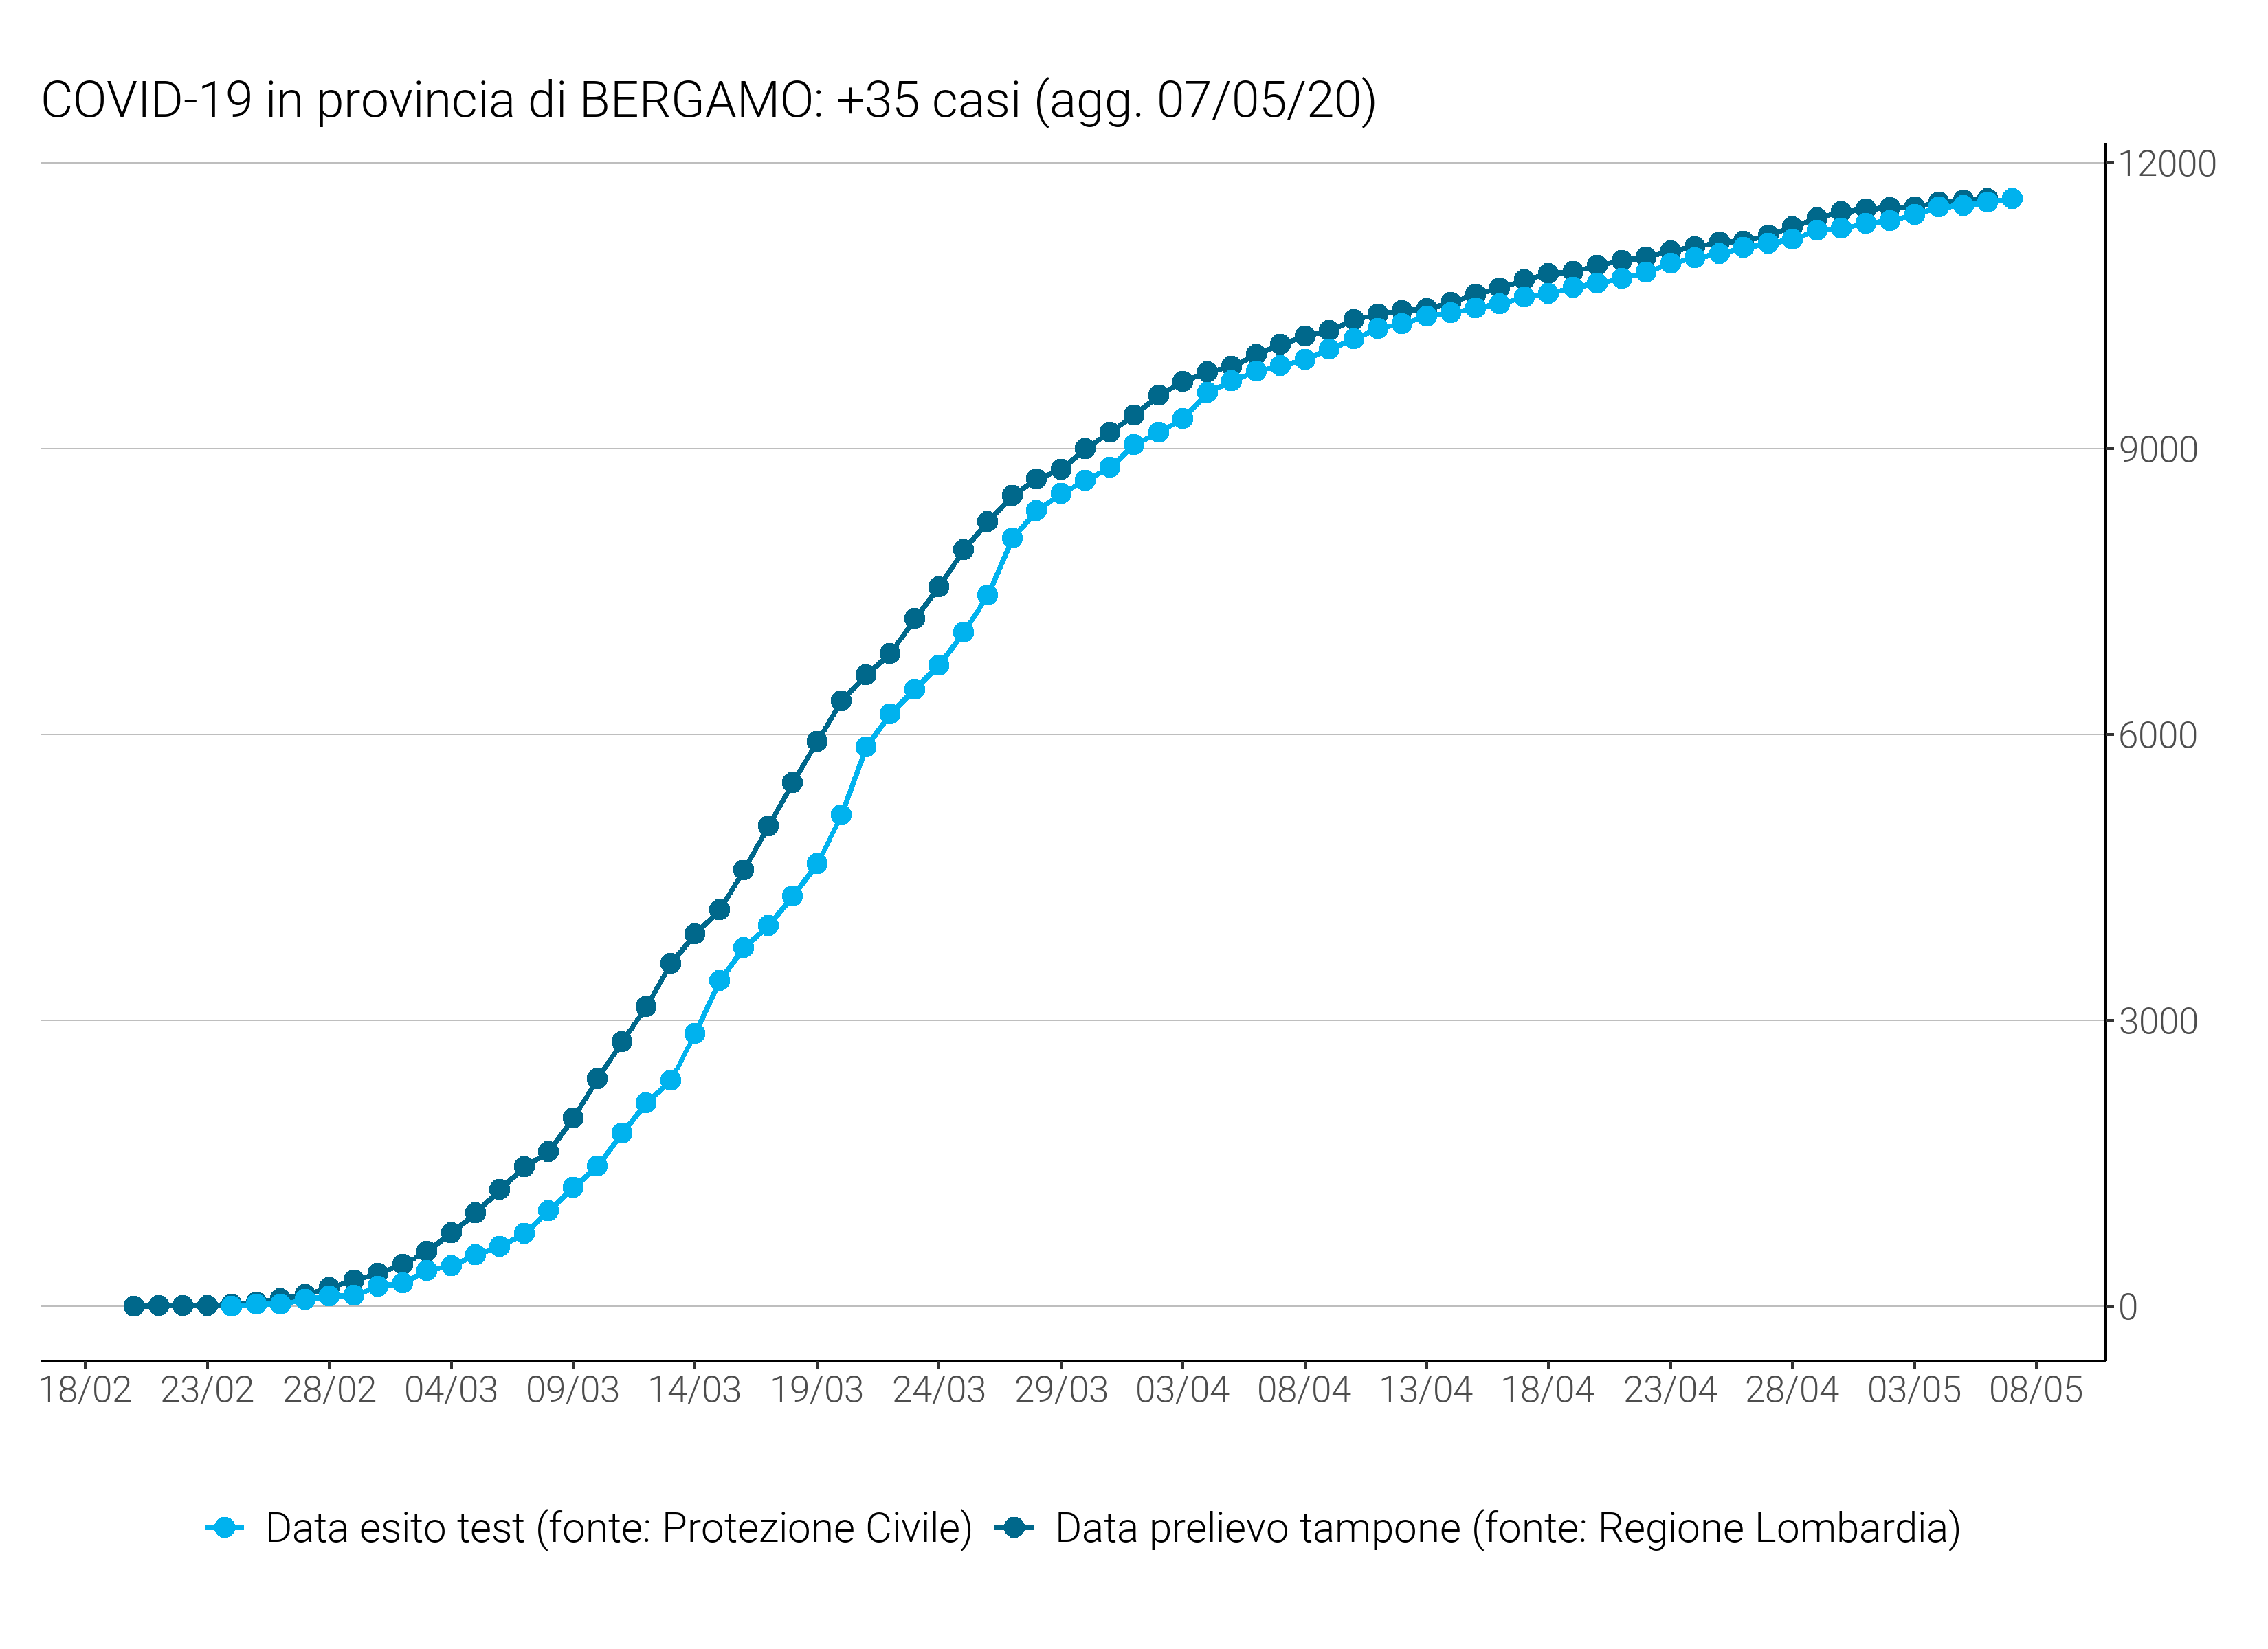 COVID-19 in provincia di BERGAMO: +35 casi (agg. 07/05/20)
12000
9000
6000
3000
0
18/02 23/02 28/02 04/03 09/03 14/03 19/03 24/03 29/03 03/04 08/04 13/04 18/04 23/04 28/04 03/05 08/05
Data esito test (fonte: Protezione Civile) Data prelievo tampone (fonte: Regione Lombardia)